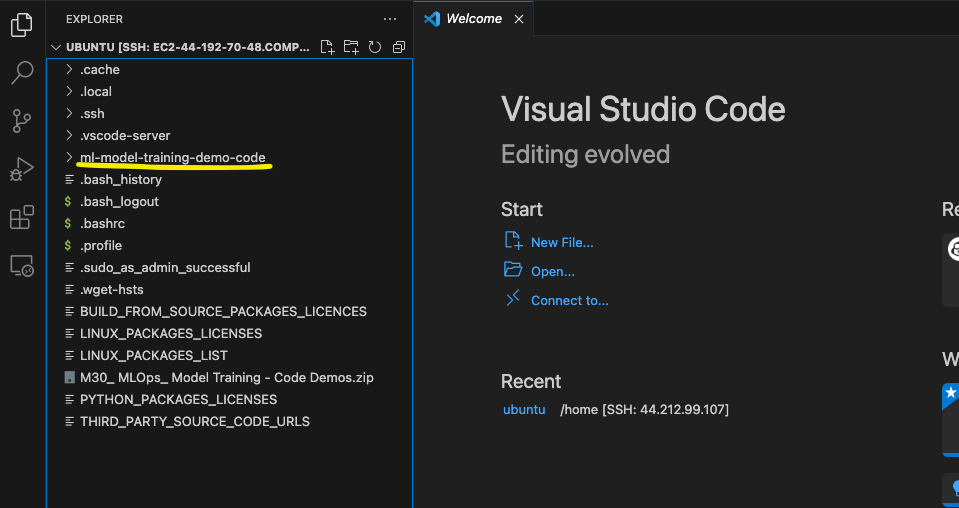 EXPLORER
UBUNTU [SSH: EC2-44-192-70-48.COMP...
.cache
.local
.ssh
.vscode-server
ml-model-training-demo-code
.bash_history
.bash_logout
.bashrc
.profile
.sudo_as_admin_successful
.wget-hsts
BUILD_FROM_SOURCE_PACKAGES_LICENCES
LINUX_PACKAGES_LICENSES
LINUX_PACKAGES_LIST
M30_ MLOps_ Model Training - Code Demos.zip
PYTHON_PACKAGES_LICENSES
THIRD_PARTY_SOURCE_CODE_URLS
Welcome
Visual Studio Code
Editing evolved
Start
New File...
Open...
Connect to...
Recent
ubuntu /home [SSH: 44.212.99.107]